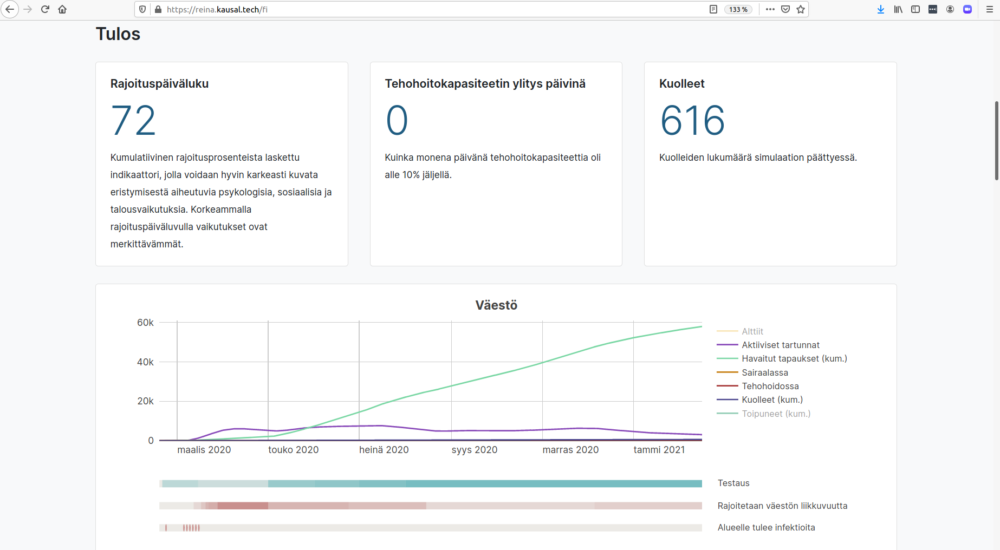 https://reina.kausal.tech/fi
133 %
Tulos
Rajoituspäiväluku
72
Kumulatiivinen rajoitusprosenteista laskettu
indikaattori, jolla voidaan hyvin karkeasti kuvata
eristymisestä aiheutuvia psykologisia, sosiaalisia ja
talousvaikutuksia. Korkeammalla
rajoituspäiväluvulla vaikutukset ovat
merkittävämmät.
Tehohoitokapasiteetin ylitys päivinä
0
Kuinka monena päivänä tehohoitokapasiteettia oli
alle 10% jäljellä.
Kuolleet
616
Kuolleiden lukumäärä simulaation päättyessä.
Väestö
60k
40k
20k
0
maalis 2020
touko 2020
heinä 2020
syys 2020
marras 2020
tammi 2021
Alttiit
Aktiiviset tartunnat
Havaitut tapaukset (kum.)
Sairaalassa
Tehohoidossa
Kuolleet (kum.)
Toipuneet (kum.)
Testaus
Rajoitetaan väestön liikkuvuutta
Alueelle tulee infektioita